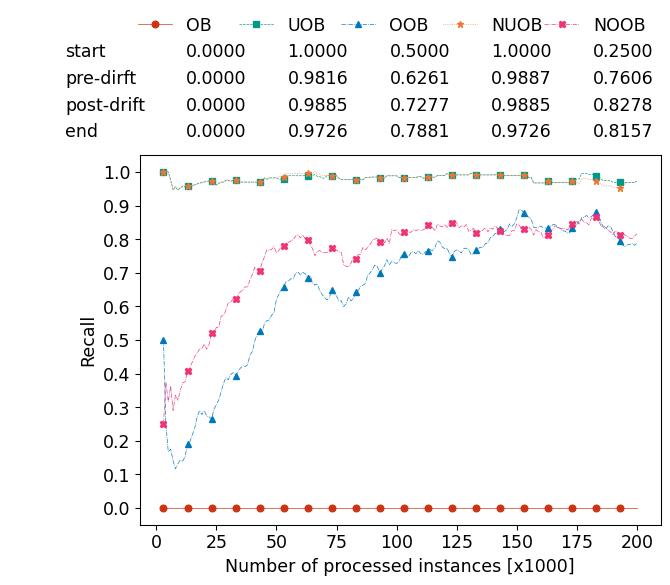 OB UOB OOB NUOB NOOB
start 0.0000 1.0000 0.5000 1.0000 0.2500
pre-dirft 0.0000 0.9816 0.6261 0.9887 0.7606
post-drift 0.0000 0.9885 0.7277 0.9885 0.8278
end 0.0000 0.9726 0.7881 0.9726 0.8157
1.0
0.9
0.8
0.7
0.6
0.5
0.4
0.3
0.2
0.1
0.0
Recall
0 25 50 75 100 125 150 175 200
Number of processed instances [x1000]